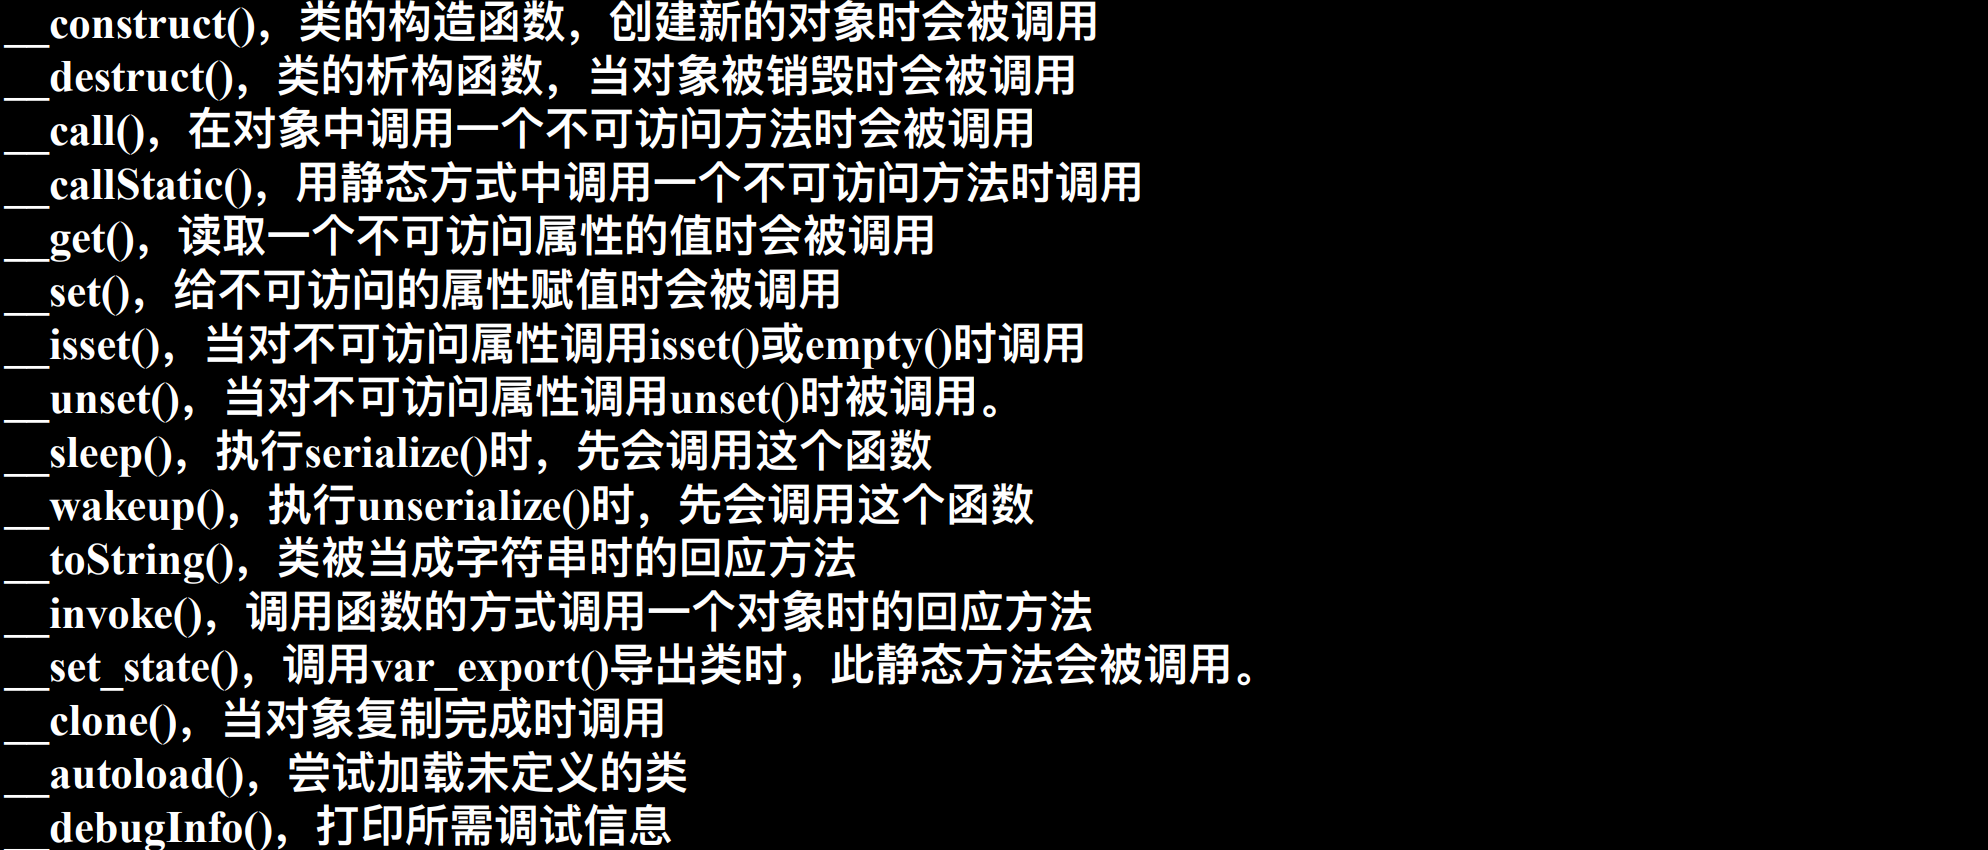 __construct()，类的构造函数，创建新的对象时会被调用
__destruct()，类的析构函数，当对象被销毁时会被调用
__call()，在对象中调用一个不可访问方法时会被调用
__callStatic()，用静态方式中调用一个不可访问方法时调用
__get()，读取一个不可访问属性的值时会被调用
__set()，给不可访问的属性赋值时会被调用
__isset()，当对不可访问属性调用isset()或empty()时调用
__unset()，当对不可访问属性调用unset()时被调用。
__sleep()，执行serialize()时，先会调用这个函数
__wakeup()，执行unserialize()时，先会调用这个函数
__toString()，类被当成字符串时的回应方法
__invoke()，调用函数的方式调用一个对象时的回应方法
__set_state()，调用var_export()导出类时，此静态方法会被调用。
__clone()，当对象复制完成时调用
__autoload()，尝试加载未定义的类
__debugInfo()，打印所需调试信息